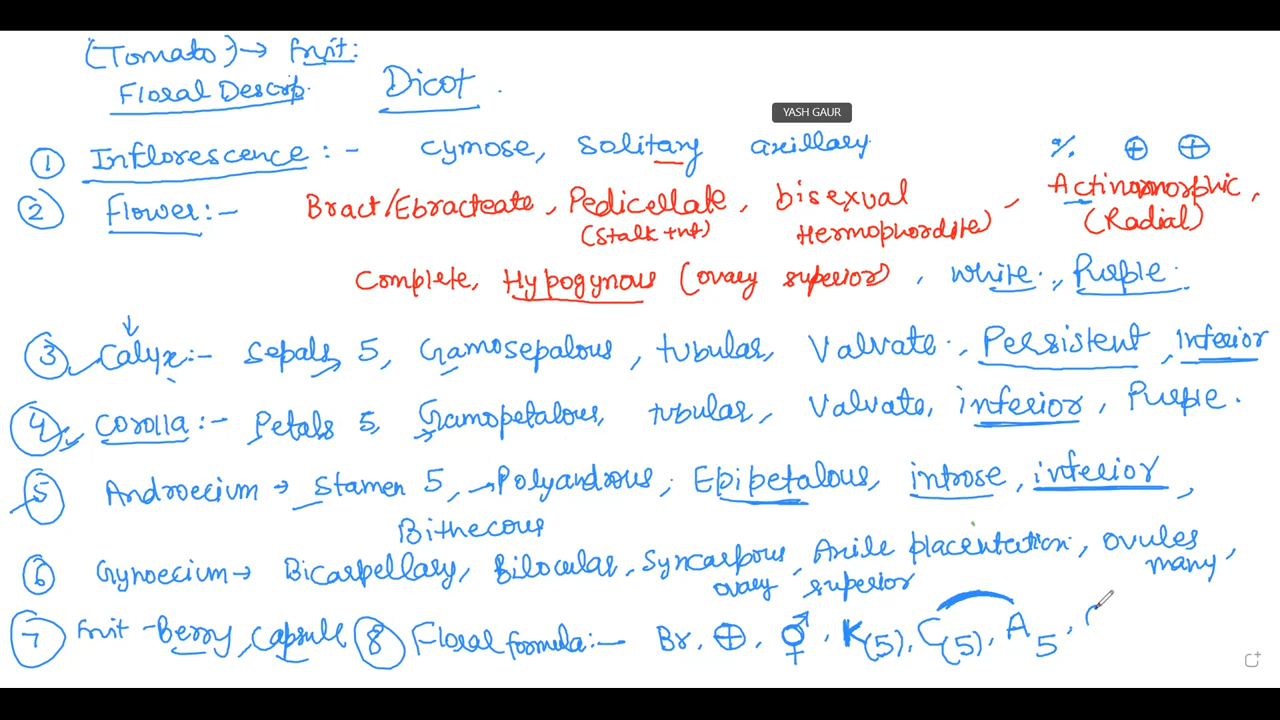 (Tomato) → fruit:
Floral Descrip. Dicot .
YASH GAUR
① Inflorescence :- cymose, solitary axillary % ⊕ ⊕
② Flower:- Bract/Ebracteate, Pedicellate, bisexual , Actinomorphic,
(Stalk +nt) Hermophordite) (Radial)
Complete, Hypogynous (ovary superior) , white , Purple .
③ Calyx:- Sepals 5, Gamosepalous, tubular, Valvate , Persistent, Inferior
④ Corolla:- Petals 5, Gamopetalous, tubular, Valvate, inferior, Purple.
⑤ Androecium → Stamen 5, → Polyandrous, Epipetalous, introse, inferior,
Bithecous
⑥ Gynoecium → Bicarpellary, Bilocular, Syncarpous, Axile placentation, ovules many,
ovary superior
⑦ Fruit - Berry, capsule ⑧ Floral formula:- Br, ⊕, ⚥, K(5), C(5), A5, (